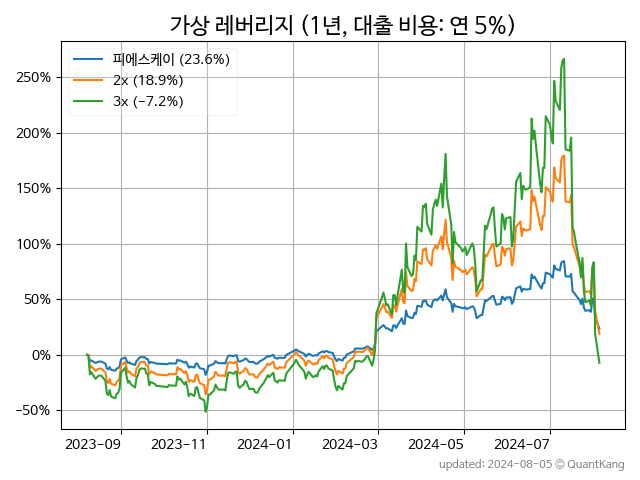 가상 레버리지 (1년, 대출 비용: 연 5%)
피에스케이 (23.6%)
2x (18.9%)
3x (−7.2%)
250%
200%
150%
100%
50%
0%
−50%
2023-09
2023-11
2024-01
2024-03
2024-05
2024-07
updated: 2024-08-05 © QuantKang